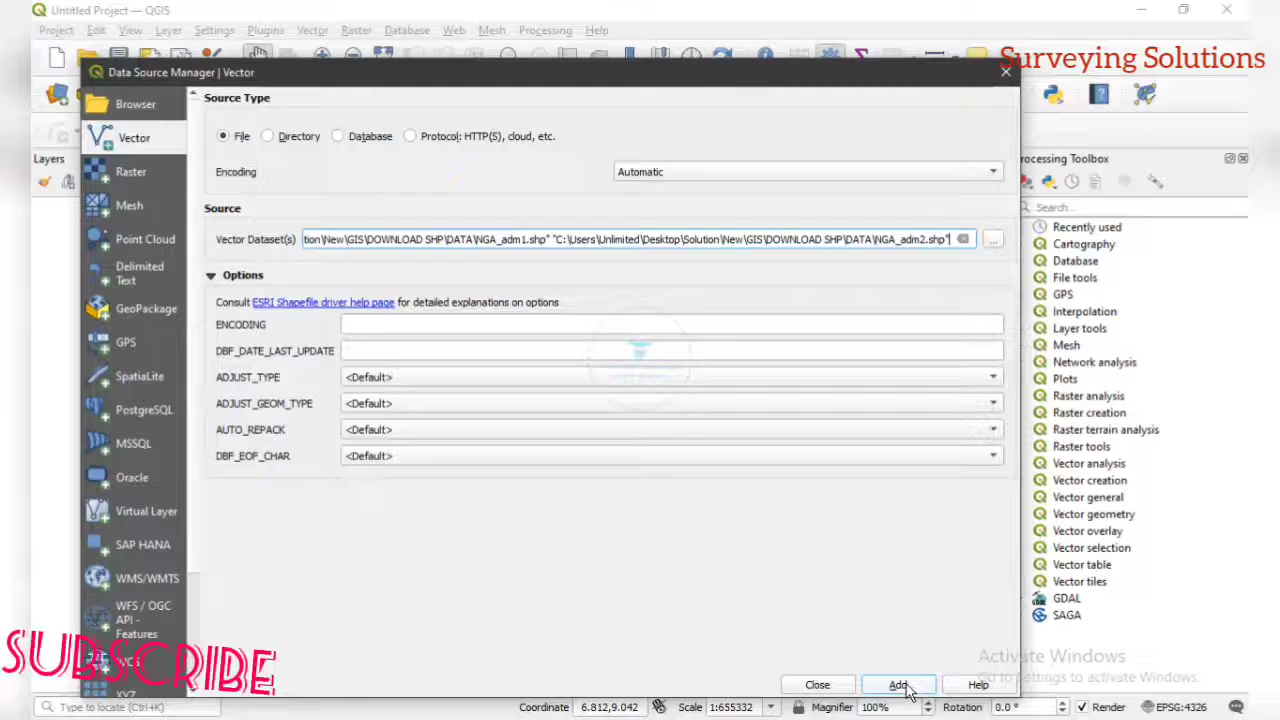 Untitled Project — QGIS
Project Edit View Layer Settings Plugins Vector Raster Database Web Mesh Processing Help
Surveying Solutions
Data Source Manager | Vector
Browser
Vector
Raster
Mesh
Point Cloud
Delimited
Text
GeoPackage
GPS
SpatiaLite
PostgreSQL
MSSQL
Oracle
Virtual Layer
SAP HANA
WMS/WMTS
WFS / OGC
API -
Features
WCS
XYZ
Layers
Source Type
File Directory Database Protocol: HTTP(S), cloud, etc.
Encoding Automatic
Source
Vector Dataset(s) tion\New\GIS\DOWNLOAD SHP\DATA\NGA_adm1.shp" "C:\Users\Unlimited\Desktop\Solution\New\GIS\DOWNLOAD SHP\DATA\NGA_adm2.shp" ...
Options
Consult ESRI Shapefile driver help page for detailed explanations on options
ENCODING
DBF_DATE_LAST_UPDATE
ADJUST_TYPE <Default>
ADJUST_GEOM_TYPE <Default>
AUTO_REPACK <Default>
DBF_EOF_CHAR <Default>
Close Add Help
rocessing Toolbox
Search...
Recently used
Cartography
Database
File tools
GPS
Interpolation
Layer tools
Mesh
Network analysis
Plots
Raster analysis
Raster creation
Raster terrain analysis
Raster tools
Vector analysis
Vector creation
Vector general
Vector geometry
Vector overlay
Vector selection
Vector table
Vector tiles
GDAL
SAGA
Activate Windows
Go to Settings to activate Windows.
SUBSCRIBE
Type to locate (Ctrl+K) Coordinate 6.812,9.042 Scale 1:655332 Magnifier 100% Rotation 0.0 ° Render EPSG:4326